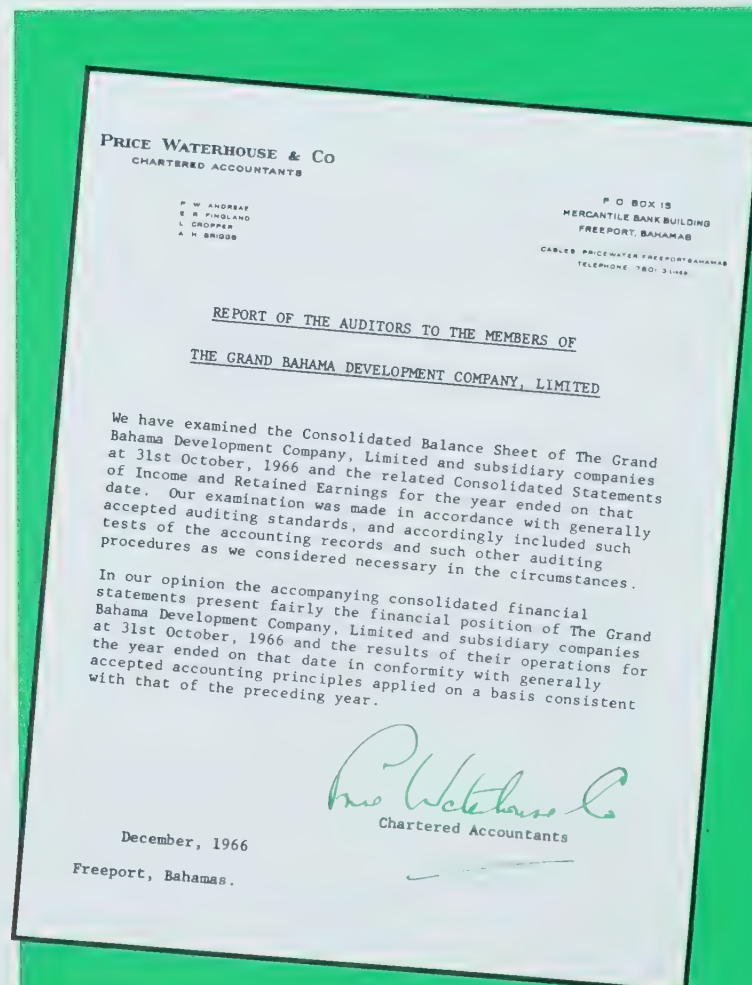 PRICE WATERHOUSE & CO
CHARTERED ACCOUNTANTS
P W ANDREAE
E R FINGLAND
L CROPPER
A H BRIGGS
P O BOX 15
MERCANTILE BANK BUILDING
FREEPORT, BAHAMAS
CABLES PRICEWATER FREEPORTBAHAMAS
TELEPHONE
REPORT OF THE AUDITORS TO THE MEMBERS OF
THE GRAND BAHAMA DEVELOPMENT COMPANY, LIMITED
We have examined the Consolidated Balance Sheet of The Grand
Bahama Development Company, Limited and subsidiary companies
at 31st October, 1966 and the related Consolidated Statements
of Income and Retained Earnings for the year ended on that
date. Our examination was made in accordance with generally
accepted auditing standards, and accordingly included such
tests of the accounting records and such other auditing
procedures as we considered necessary in the circumstances.
In our opinion the accompanying consolidated financial
statements present fairly the financial position of The Grand
Bahama Development Company, Limited and subsidiary companies
at 31st October, 1966 and the results of their operations for
the year ended on that date in conformity with generally
accepted accounting principles applied on a basis consistent
with that of the preceding year.
Price Waterhouse & Co
Chartered Accountants
December, 1966
Freeport, Bahamas.